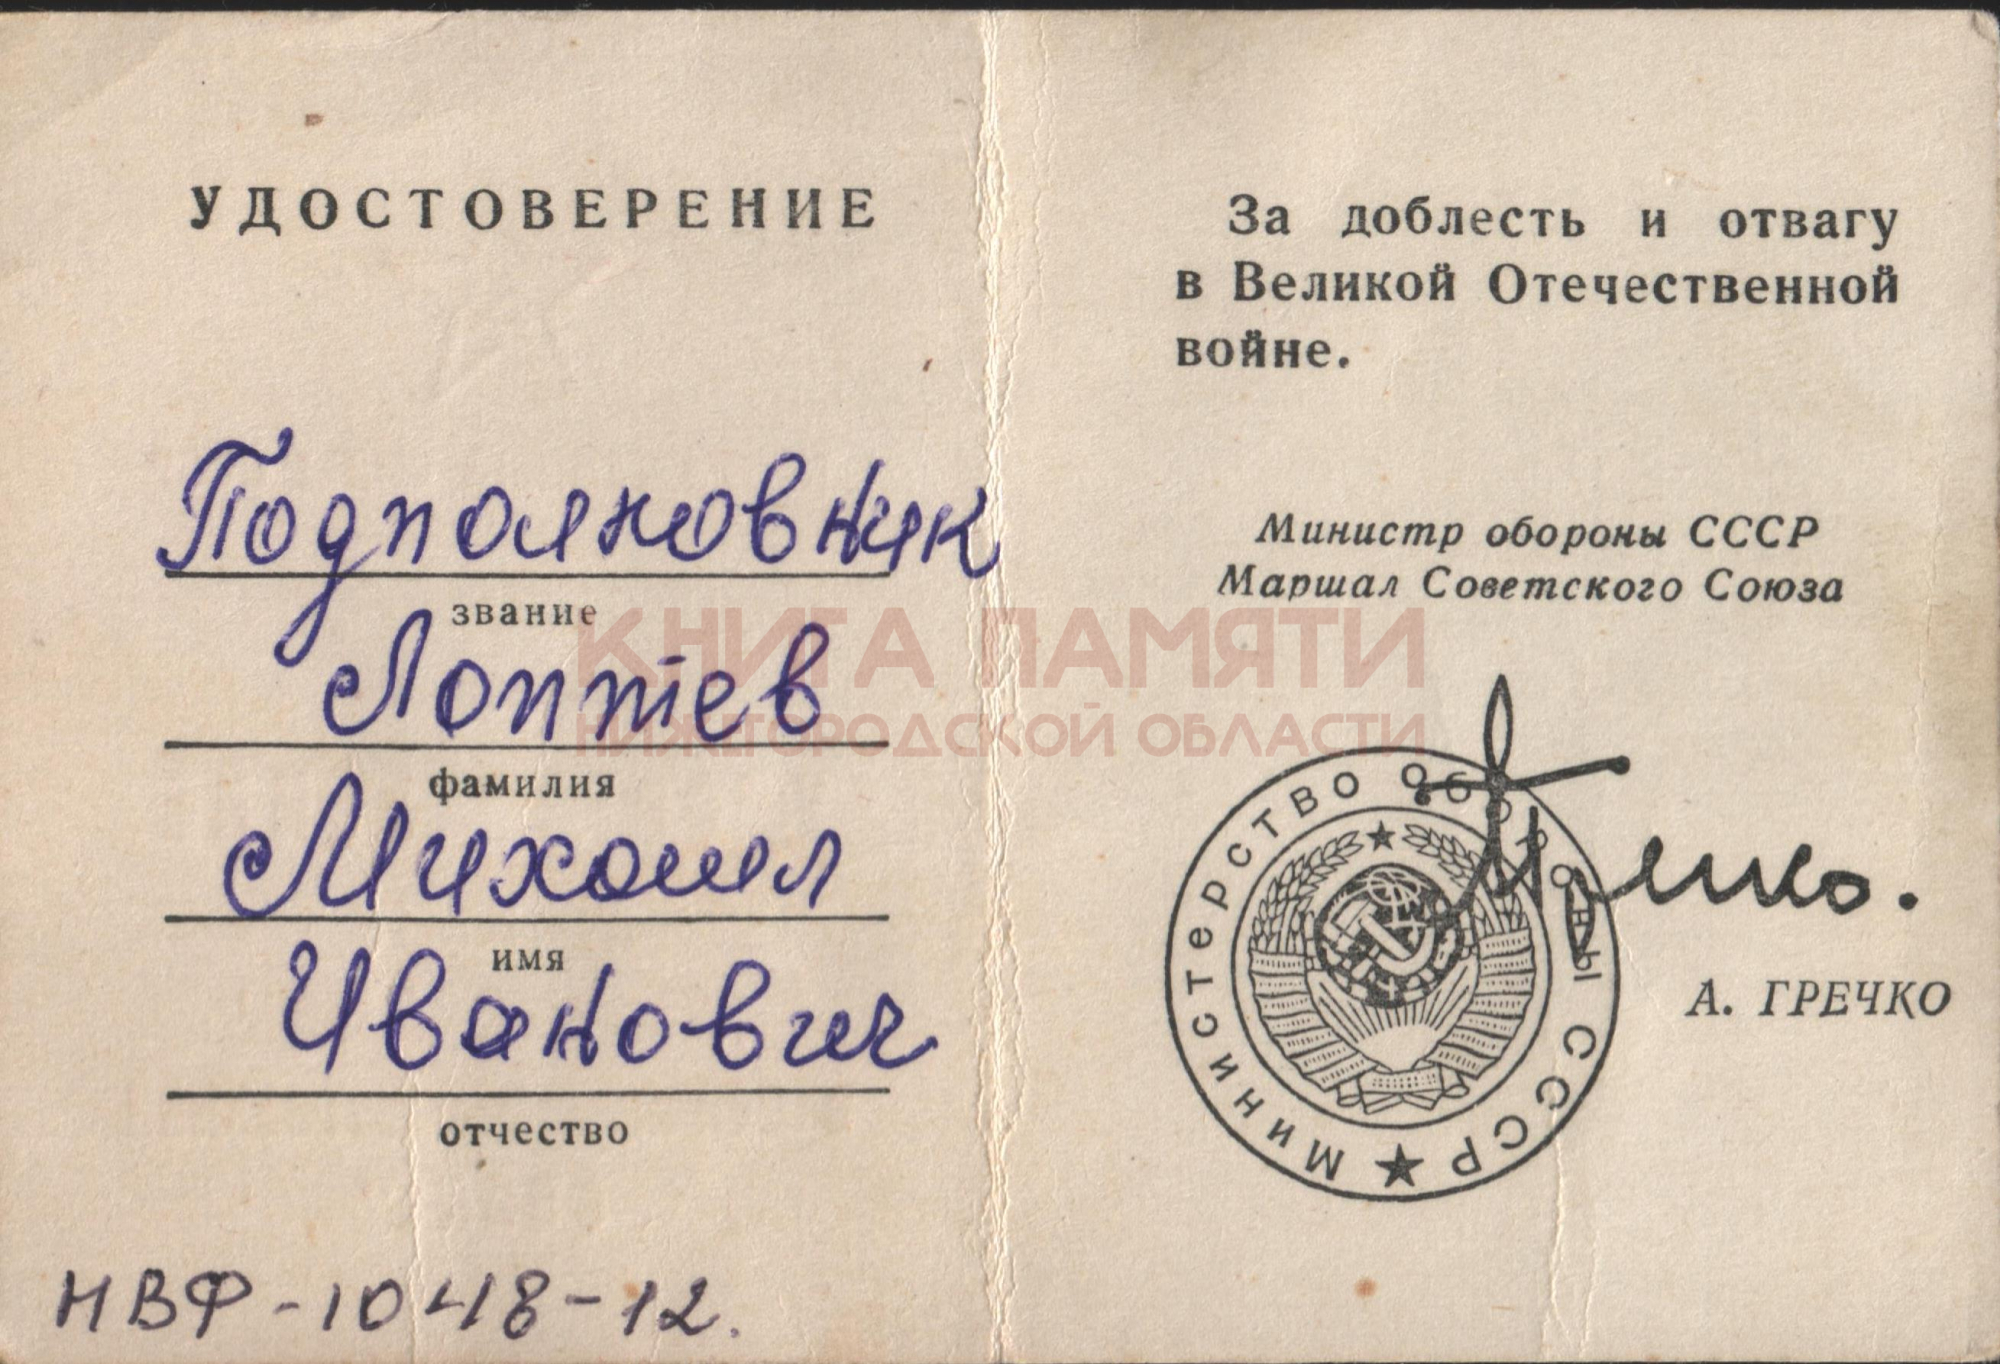 УДОСТОВЕРЕНИЕ
Подполковник
звание
Лоптев
фамилия
Михаил
имя
Иванович
отчество
НВФ-1048-12.
За доблесть и отвагу
в Великой Отечественной
войне.
Министр обороны СССР
Маршал Советского Союза
Гречко.
А. ГРЕЧКО
Министерство обороны СССР
КНИГА ПАМЯТИ
НИЖЕГОРОДСКОЙ ОБЛАСТИ